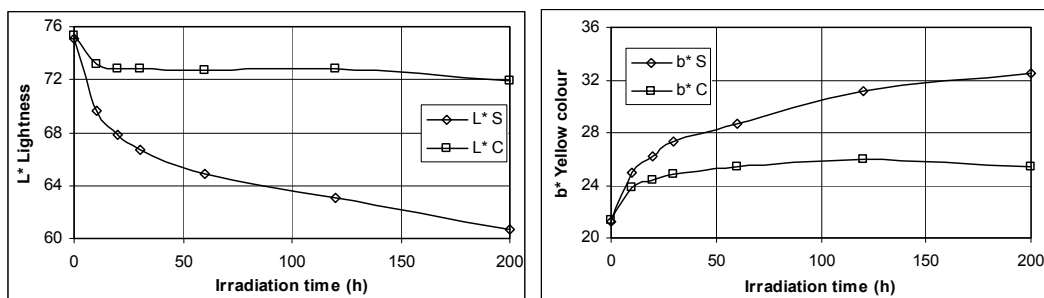 76
72
68
64
60
L* Lightness
L* S
L* C
0
50
100
150
200
Irradiation time (h)
36
32
28
24
20
b* Yellow colour
b* S
b* C
0
50
100
150
200
Irradiation time (h)